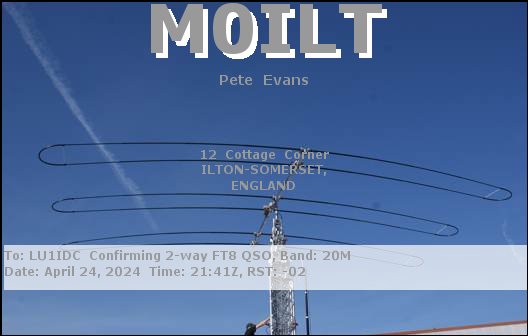 M0ILT
Pete Evans
12 Cottage Corner
ILTON-SOMERSET,
ENGLAND
To: LU1IDC Confirming 2-way FT8 QSO, Band: 20M
Date: April 24, 2024 Time: 21:41Z, RST: -02